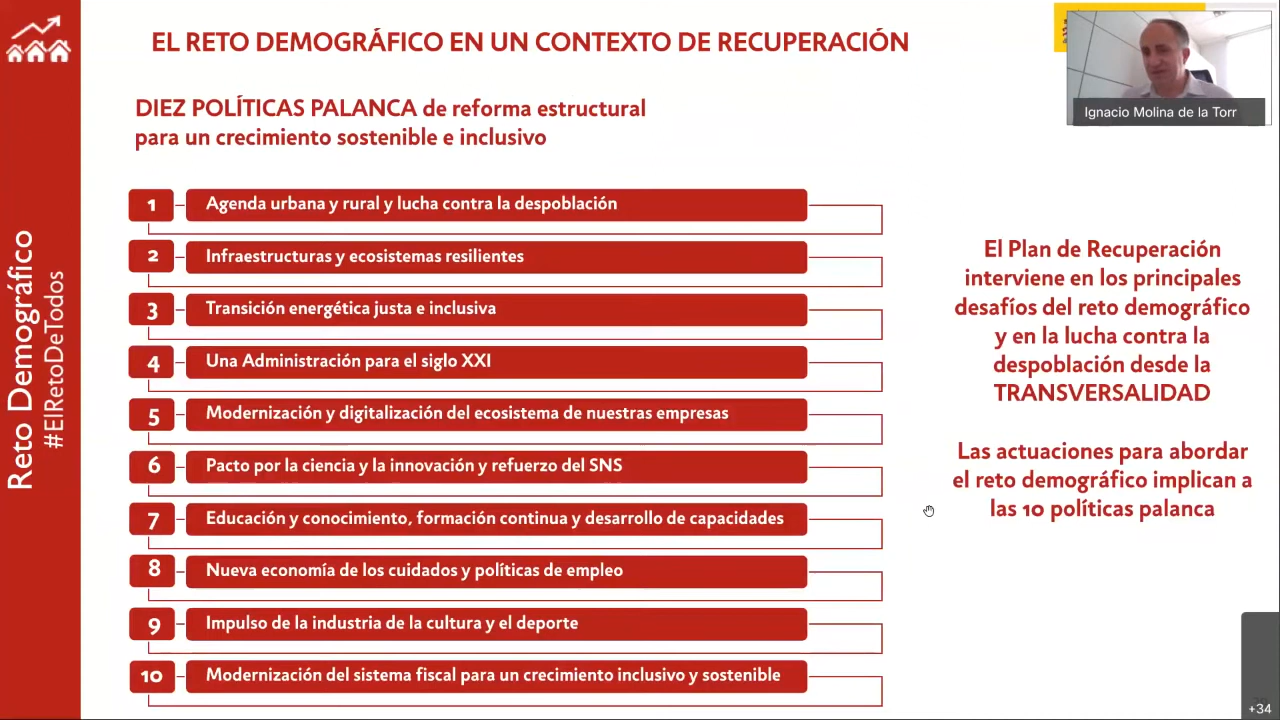 EL RETO DEMOGRÁFICO EN UN CONTEXTO DE RECUPERACIÓN
Ignacio Molina de la Torr
DIEZ POLÍTICAS PALANCA de reforma estructural
para un crecimiento sostenible e inclusivo
1 Agenda urbana y rural y lucha contra la despoblación
2 Infraestructuras y ecosistemas resilientes
3 Transición energética justa e inclusiva
4 Una Administración para el siglo XXI
5 Modernización y digitalización del ecosistema de nuestras empresas
6 Pacto por la ciencia y la innovación y refuerzo del SNS
7 Educación y conocimiento, formación continua y desarrollo de capacidades
8 Nueva economía de los cuidados y políticas de empleo
9 Impulso de la industria de la cultura y el deporte
10 Modernización del sistema fiscal para un crecimiento inclusivo y sostenible
El Plan de Recuperación
interviene en los principales
desafíos del reto demográfico
y en la lucha contra la
despoblación desde la
TRANSVERSALIDAD
Las actuaciones para abordar
el reto demográfico implican a
las 10 políticas palanca
Reto Demográfico
#ElRetoDeTodos
+34